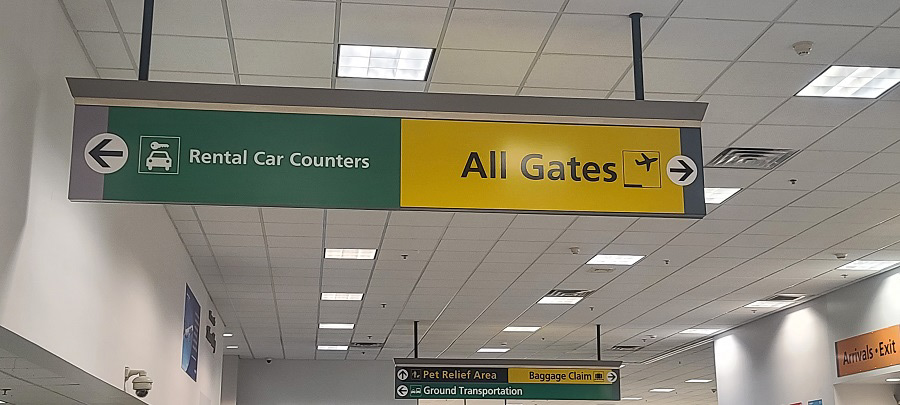 Rental Car Counters
All Gates
Pet Relief Area
Baggage Claim
Ground Transportation
Arrivals • Exit